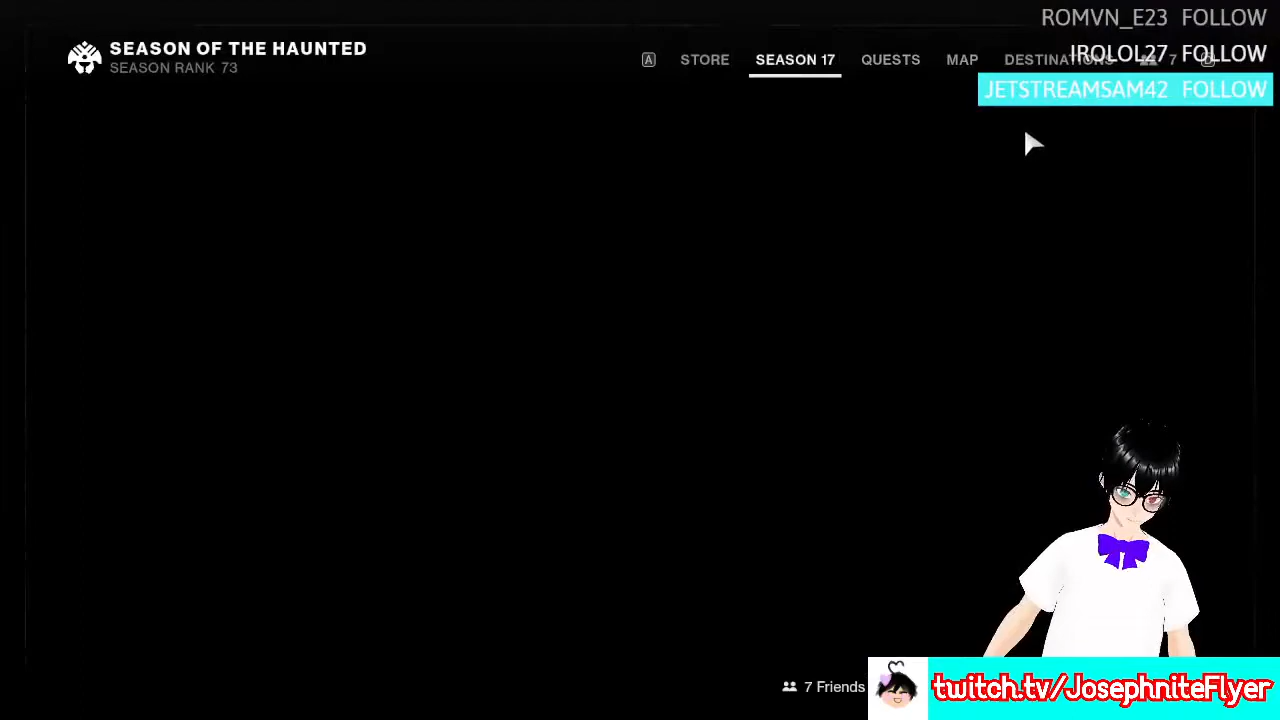 ROMVN_E23 FOLLOW
SEASON OF THE HAUNTED
SEASON RANK 73
A STORE SEASON 17 QUESTS MAP DESTINATIONS 7 D
IROLOL27 FOLLOW
JETSTREAMSAM42 FOLLOW
7 Friends
twitch.tv/JosephniteFlyer